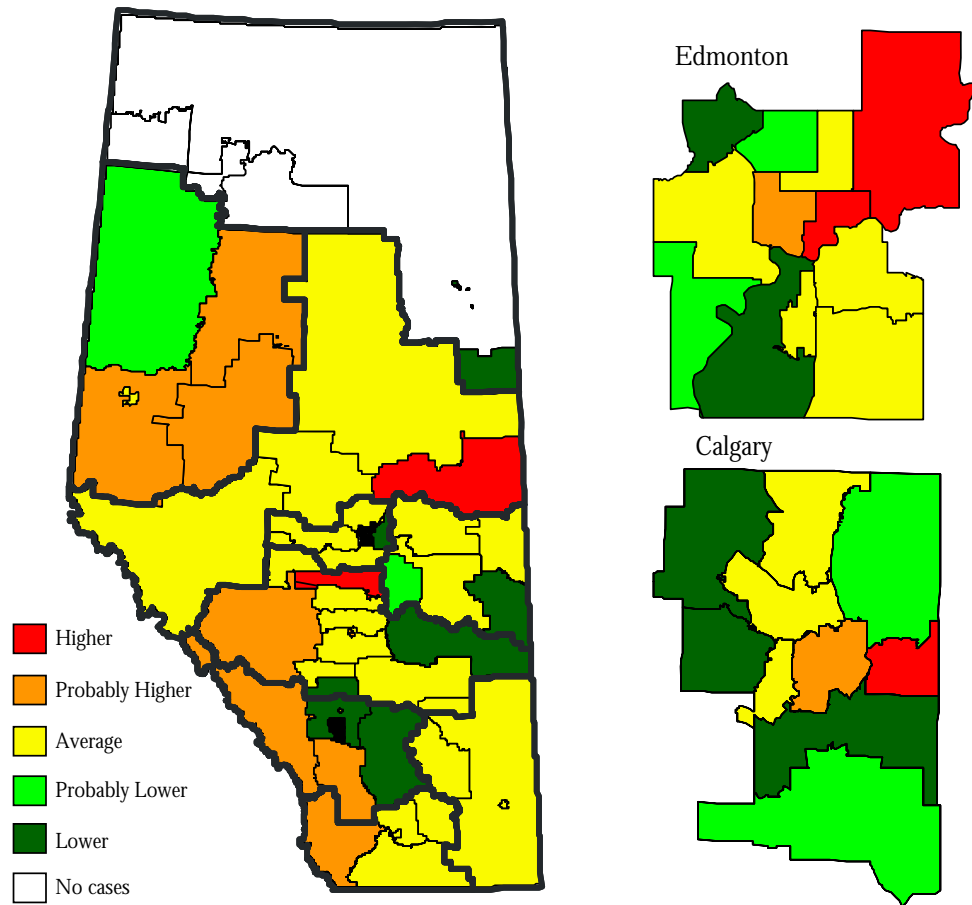 Edmonton
Calgary
Higher
Probably Higher
Average
Probably Lower
Lower
No cases